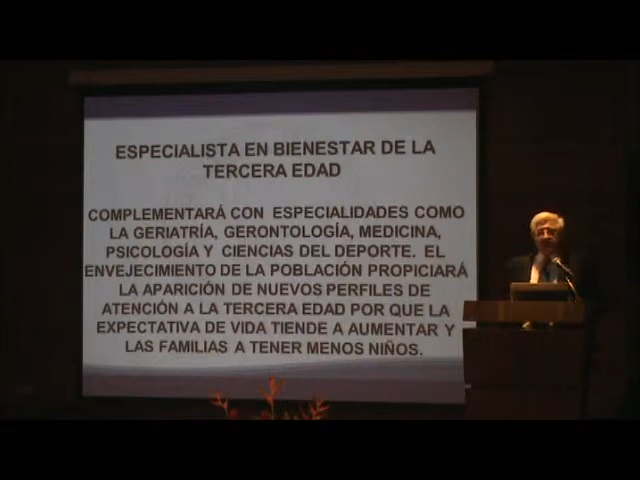 ESPECIALISTA EN BIENESTAR DE LA
TERCERA EDAD
COMPLEMENTARÁ CON ESPECIALIDADES COMO
LA GERIATRÍA, GERONTOLOGÍA, MEDICINA,
PSICOLOGÍA Y CIENCIAS DEL DEPORTE. EL
ENVEJECIMIENTO DE LA POBLACIÓN PROPICIARÁ
LA APARICIÓN DE NUEVOS PERFILES DE
ATENCIÓN A LA TERCERA EDAD POR QUE LA
EXPECTATIVA DE VIDA TIENDE A AUMENTAR Y
LAS FAMILIAS A TENER MENOS NIÑOS.